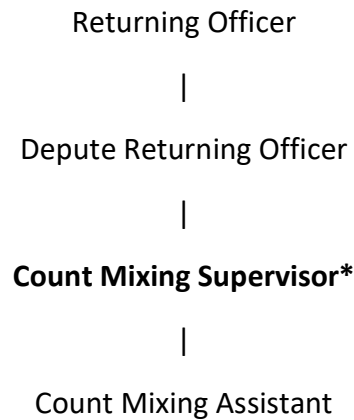 Returning Officer
|
Depute Returning Officer
|
Count Mixing Supervisor*
|
Count Mixing Assistant